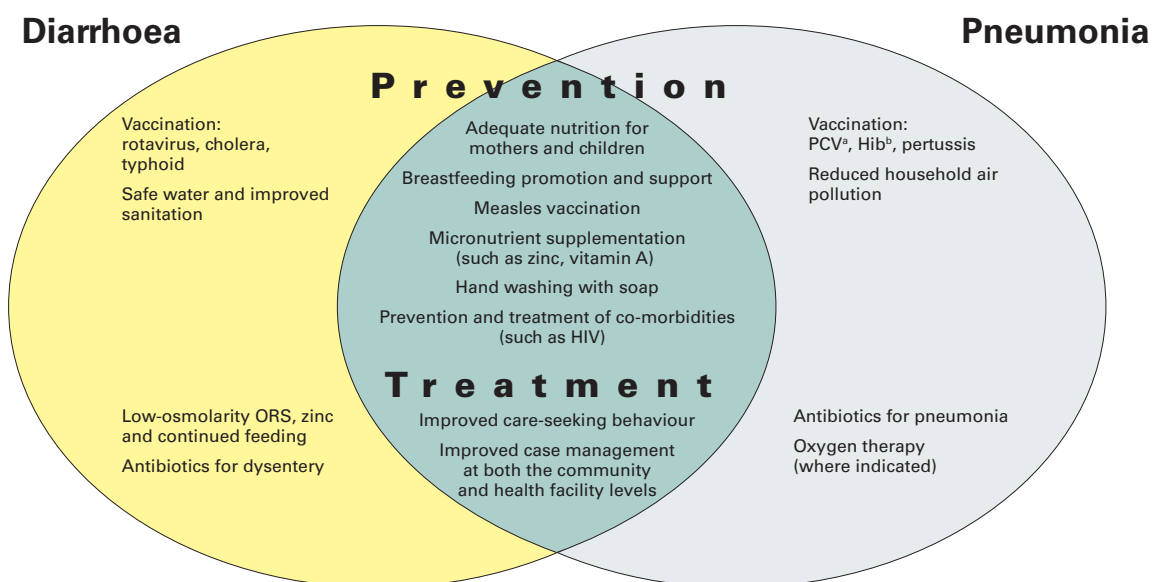 Diarrhoea
Pneumonia
Prevention
Vaccination:
rotavirus, cholera,
typhoid
Safe water and improved
sanitation
Adequate nutrition for
mothers and children
Breastfeeding promotion and support
Measles vaccination
Micronutrient supplementation
(such as zinc, vitamin A)
Hand washing with soap
Prevention and treatment of co-morbidities
(such as HIV)
Vaccination:
PCVᵃ, Hibᵇ, pertussis
Reduced household air
pollution
Treatment
Low-osmolarity ORS, zinc
and continued feeding
Antibiotics for dysentery
Improved care-seeking behaviour
Improved case management
at both the community
and health facility levels
Antibiotics for pneumonia
Oxygen therapy
(where indicated)